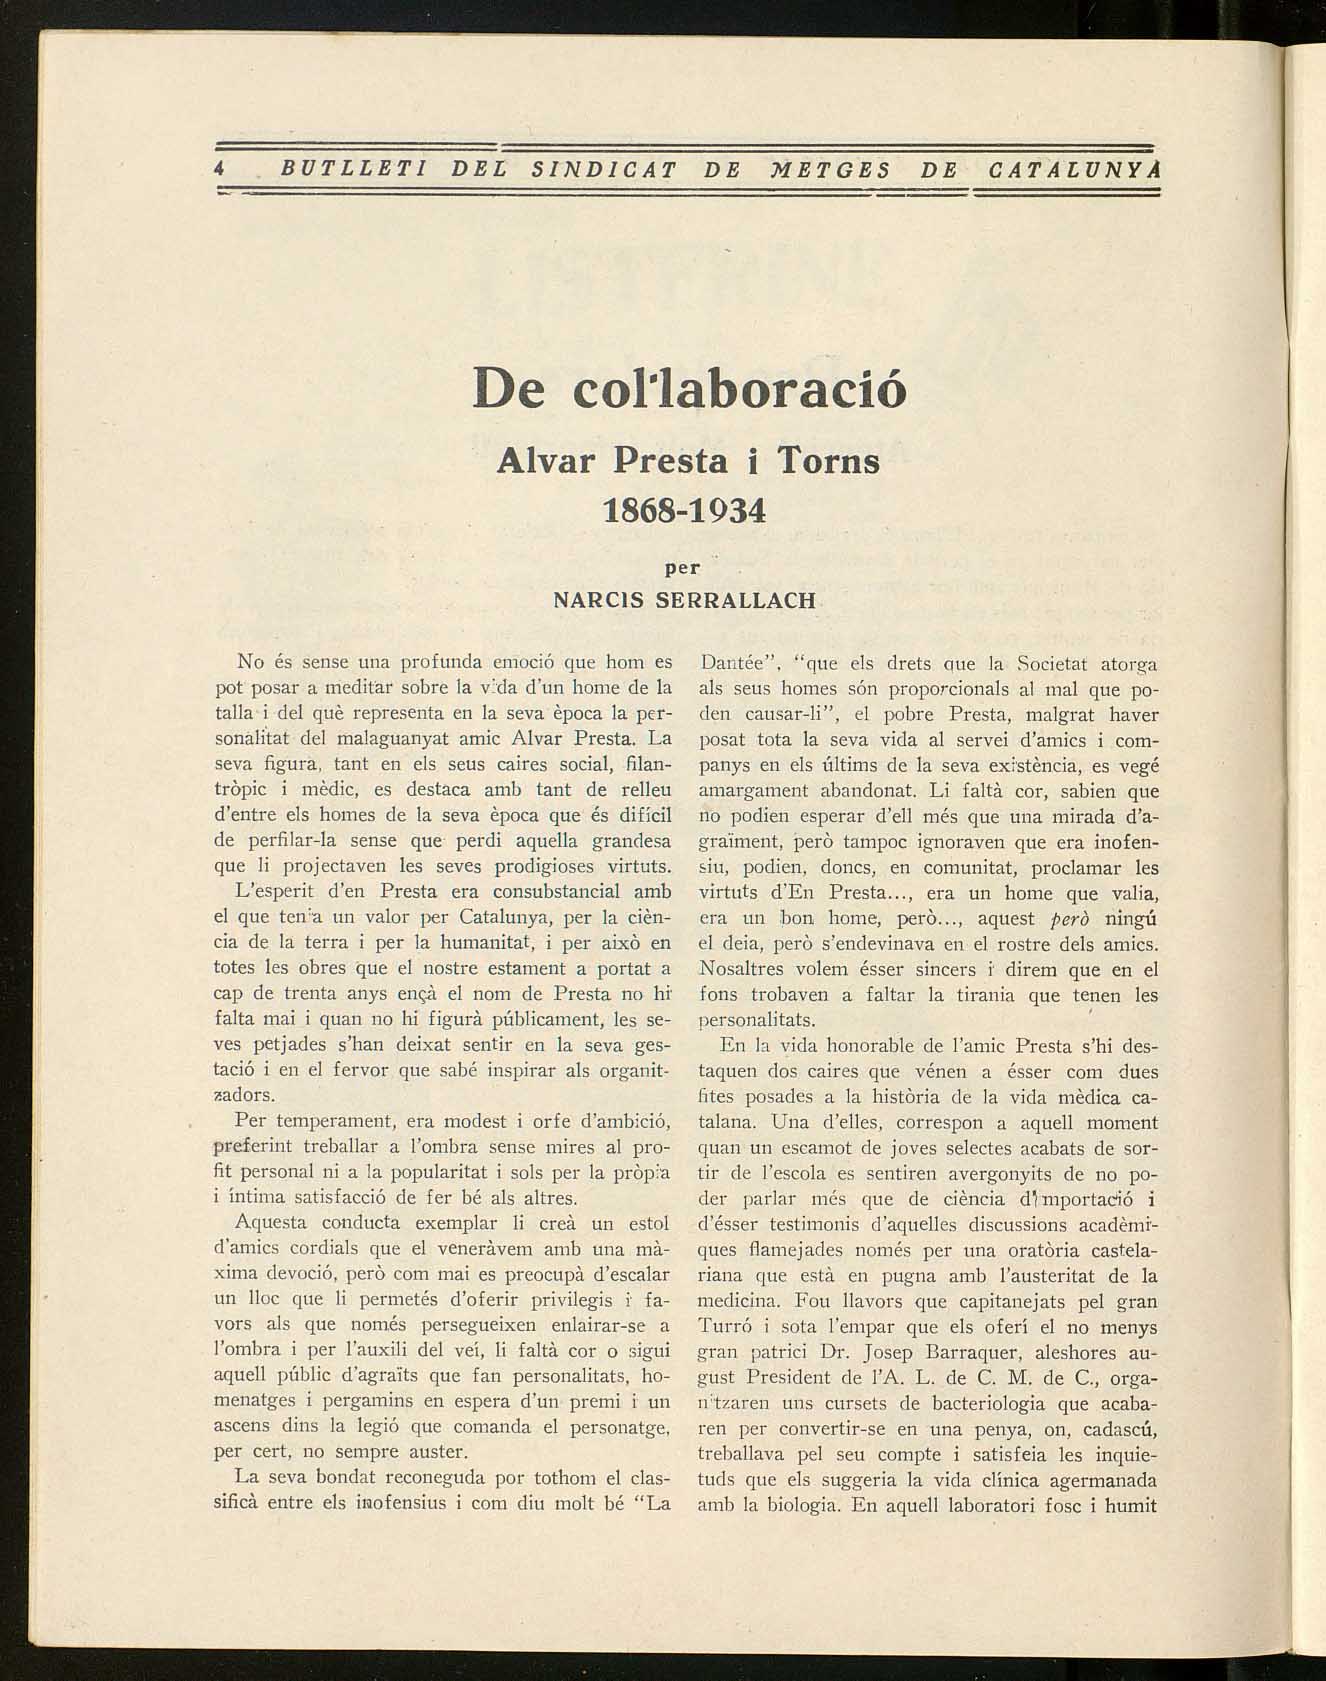 4 BUTLLETI DEL SINDICAT DE METGES DE CATALUNYA
De col·laboració
Alvar Presta i Torns
1868-1934
per
NARCIS SERRALLACH
No és sense una profunda emoció que hom es
pot posar a meditar sobre la vida d'un home de la
talla i del què representa en la seva època la per-
sonalitat del malaguanyat amic Alvar Presta. La
seva figura, tant en els seus caires social, filan-
tròpic i mèdic, es destaca amb tant de relleu
d'entre els homes de la seva època que és difícil
de perfilar-la sense que perdi aquella grandesa
que li projectaven les seves prodigioses virtuts.
L'esperit d'en Presta era consubstancial amb
el que tenia un valor per Catalunya, per la cièn-
cia de la terra i per la humanitat, i per això en
totes les obres que el nostre estament a portat a
cap de trenta anys ençà el nom de Presta no hi
falta mai i quan no hi figurà públicament, les se-
ves petjades s'han deixat sentir en la seva ges-
tació i en el fervor que sabé inspirar als organit-
zadors.
Per temperament, era modest i orfe d'ambició,
preferint treballar a l'ombra sense mires al pro-
fit personal ni a la popularitat i sols per la pròpia
i íntima satisfacció de fer bé als altres.
Aquesta conducta exemplar li creà un estol
d'amics cordials que el veneràvem amb una mà-
xima devoció, però com mai es preocupà d'escalar
un lloc que li permetés d'oferir privilegis i fa-
vors als que només persegueixen enlairar-se a
l'ombra i per l'auxili del veí, li faltà cor o sigui
aquell públic d'agraïts que fan personalitats, ho-
menatges i pergamins en espera d'un premi i un
ascens dins la legió que comanda el personatge,
per cert, no sempre auster.
La seva bondat reconeguda por tothom el clas-
sificà entre els inofensius i com diu molt bé "La
Dantée", "que els drets que la Societat atorga
als seus homes són proporcionals al mal que po-
den causar-li", el pobre Presta, malgrat haver
posat tota la seva vida al servei d'amics i com-
panys en els últims de la seva existència, es vegé
amargament abandonat. Li faltà cor, sabien que
no podien esperar d'ell més que una mirada d'a-
graïment, però tampoc ignoraven que era inofen-
siu, podien, doncs, en comunitat, proclamar les
virtuts d'En Presta..., era un home que valia,
era un bon home, però..., aquest però ningú
el deia, però s'endevinava en el rostre dels amics.
Nosaltres volem ésser sincers i direm que en el
fons trobaven a faltar la tirania que tenen les
personalitats.
En la vida honorable de l'amic Presta s'hi des-
taquen dos caires que vénen a ésser com dues
fites posades a la història de la vida mèdica ca-
talana. Una d'elles, correspon a aquell moment
quan un escamot de joves selectes acabats de sor-
tir de l'escola es sentiren avergonyits de no po-
der parlar més que de ciència d'importació i
d'ésser testimonis d'aquelles discussions acadèmi-
ques flamejades només per una oratòria castela-
riana que està en pugna amb l'austeritat de la
medicina. Fou llavors que capitanejats pel gran
Turró i sota l'empar que els oferí el no menys
gran patrici Dr. Josep Barraquer, aleshores au-
gust President de l'A. L. de C. M. de C., orga-
nitzaren uns cursets de bacteriologia que acaba-
ren per convertir-se en una penya, on, cadascú,
treballava pel seu compte i satisfeia les inquie-
tuds que els suggeria la vida clínica agermanada
amb la biologia. En aquell laboratori fosc i humit